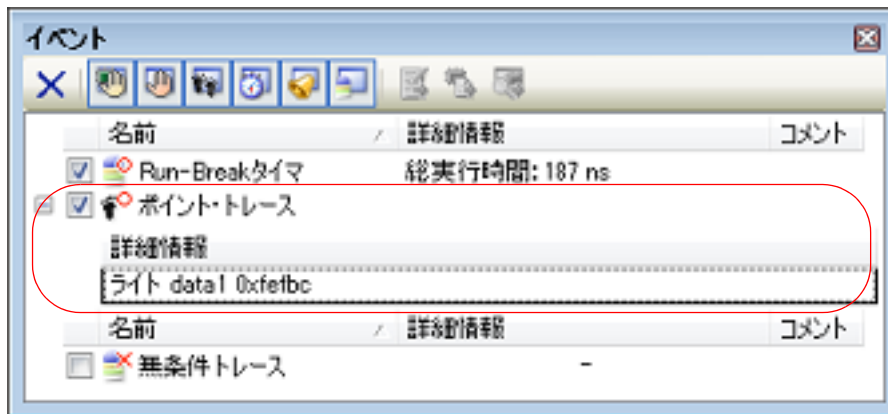 イベント
名前 詳細情報 コメント
Run-Breakタイマ 総実行時間: 187 ns
ポイント・トレース
詳細情報
ライト data1 0xfefbc
名前 詳細情報 コメント
無条件トレース -